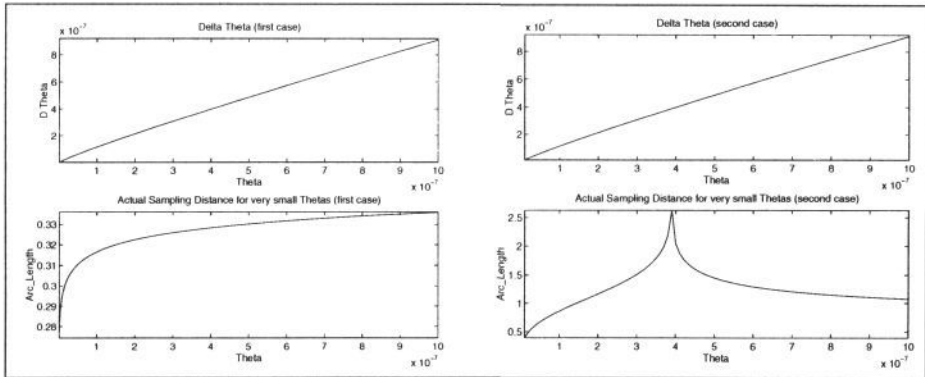 Delta Theta (first case)
x 10⁻⁷
8
6
4
2
D Theta
1 2 3 4 5 6 7 8 9 10
Theta
x 10⁻⁷
Delta Theta (second case)
x 10⁻⁷
8
6
4
2
D Theta
1 2 3 4 5 6 7 8 9 10
Theta
x 10⁻⁷
Actual Sampling Distance for very small Thetas (first case)
0.33
0.32
0.31
0.3
0.29
0.28
Arc_Length
1 2 3 4 5 6 7 8 9 10
Theta
x 10⁻⁷
Actual Sampling Distance for very small Thetas (second case)
2.5
2
1.5
1
0.5
Arc_Length
1 2 3 4 5 6 7 8 9 10
Theta
x 10⁻⁷